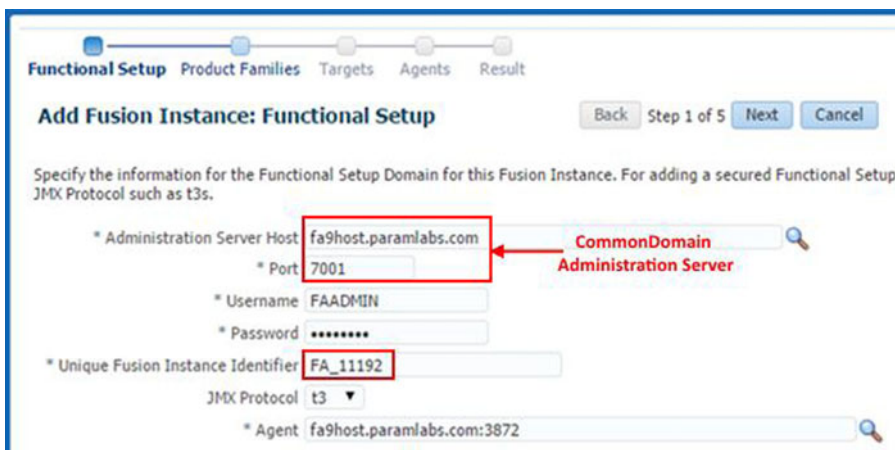 Functional Setup Product Families Targets Agents Result
Add Fusion Instance: Functional Setup
Back Step 1 of 5 Next Cancel
Specify the information for the Functional Setup Domain for this Fusion Instance. For adding a secured Functional Setup
JMX Protocol such as t3s.
* Administration Server Host fa9host.paramlabs.com
CommonDomain
Administration Server
* Port 7001
* Username FAADMIN
* Password ••••••••
* Unique Fusion Instance Identifier FA_11192
JMX Protocol t3
* Agent fa9host.paramlabs.com:3872